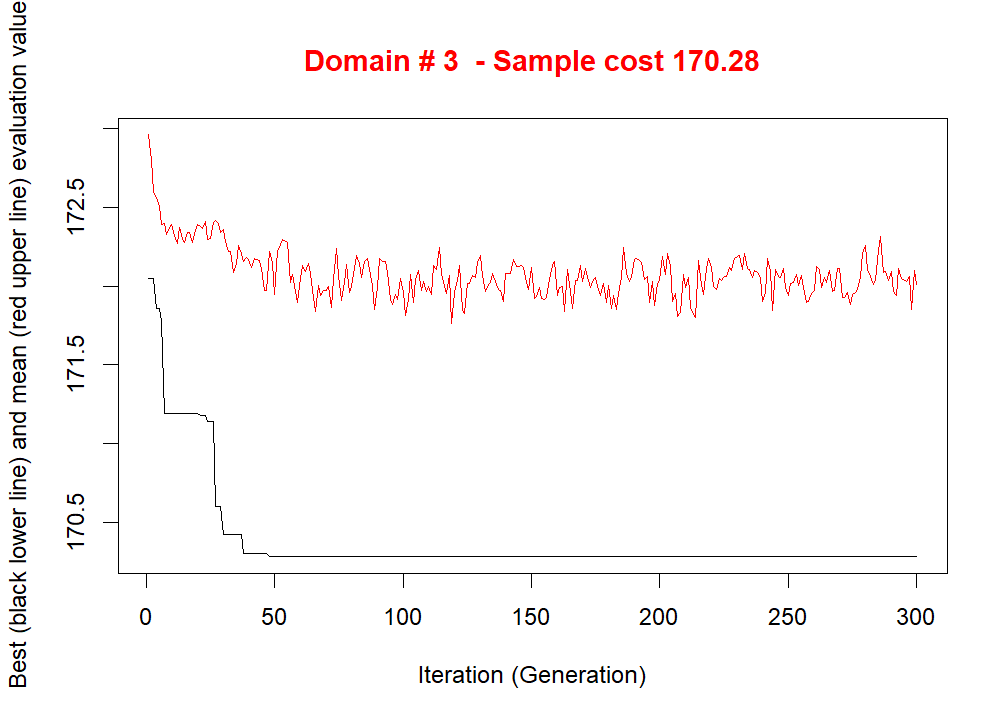 Domain # 3  - Sample cost 170.28
Best (black lower line) and mean (red upper line) evaluation value
172.5
171.5
170.5
0 50 100 150 200 250 300
Iteration (Generation)